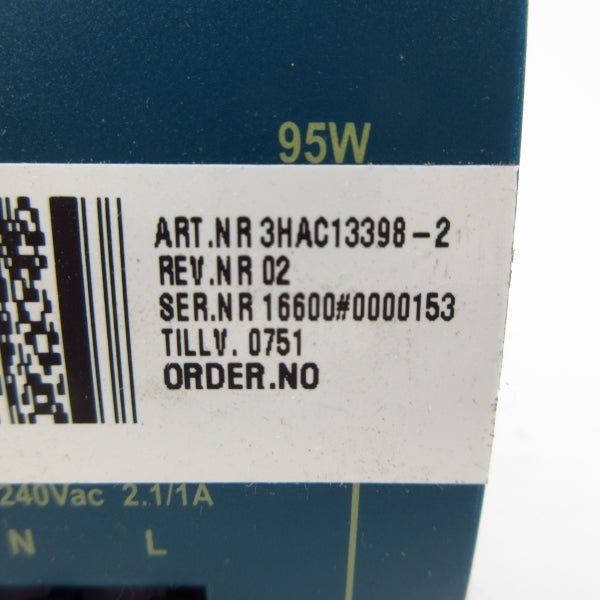 95W
ART.NR 3HAC13398-2
REV.NR 02
SER.NR 16600#0000153
TILLV. 0751
ORDER.NO
240Vac 2.1/1A
N L